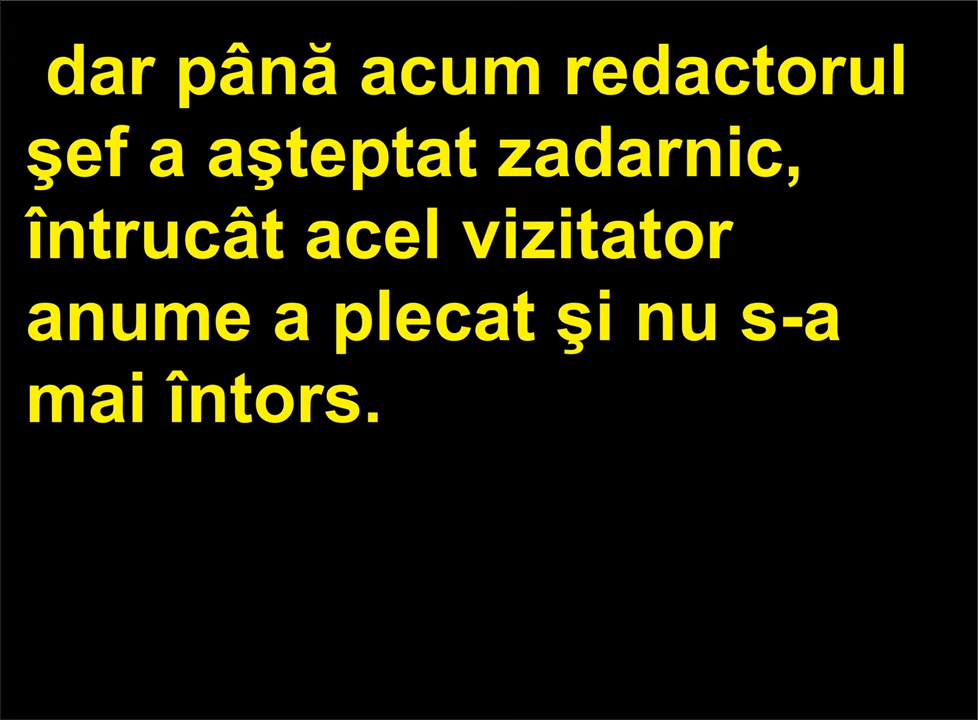 dar până acum redactorul
şef a aşteptat zadarnic,
întrucât acel vizitator
anume a plecat şi nu s-a
mai întors.